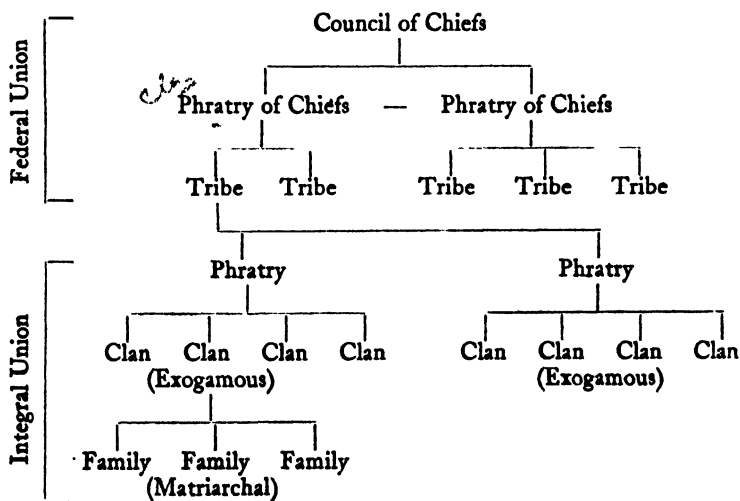 Council of Chiefs
Phratry of Chiefs — Phratry of Chiefs
Federal Union
Tribe Tribe Tribe Tribe Tribe
Phratry Phratry
Clan Clan Clan Clan Clan Clan Clan Clan
(Exogamous) (Exogamous)
Integral Union
Family Family Family
(Matriarchal)